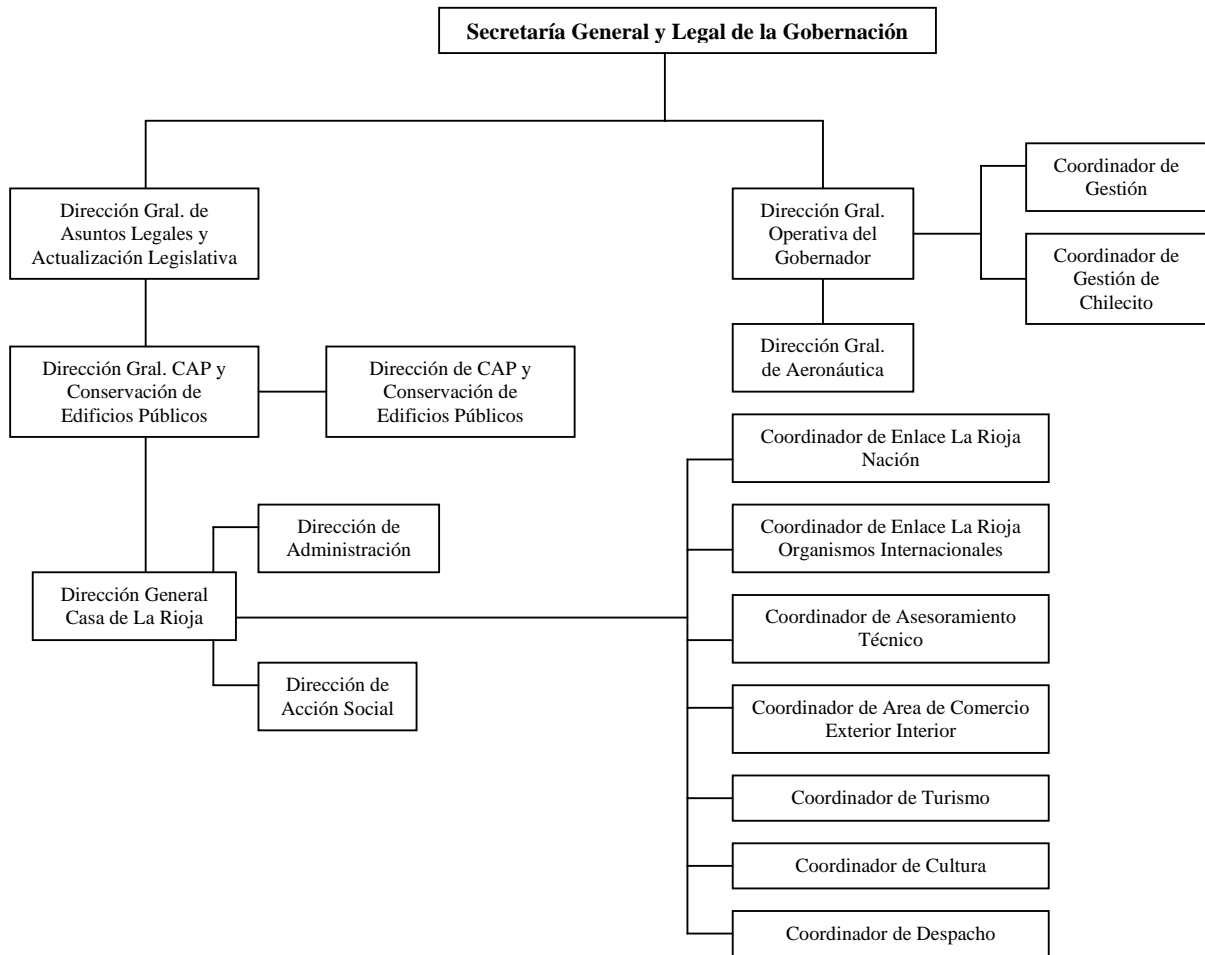 Secretaría General y Legal de la Gobernación
Coordinador de
Gestión
Dirección Gral. de
Asuntos Legales y
Actualización Legislativa
Dirección Gral.
Operativa del
Gobernador
Coordinador de
Gestión de
Chilecito
Dirección Gral.
de Aeronáutica
Dirección Gral. CAP y
Conservación de
Edificios Públicos
Dirección de CAP y
Conservación de
Edificios Públicos
Coordinador de Enlace La Rioja
Nación
Dirección de
Administración
Coordinador de Enlace La Rioja
Organismos Internacionales
Dirección General
Casa de La Rioja
Coordinador de Asesoramiento
Técnico
Dirección de
Acción Social
Coordinador de Area de Comercio
Exterior Interior
Coordinador de Turismo
Coordinador de Cultura
Coordinador de Despacho